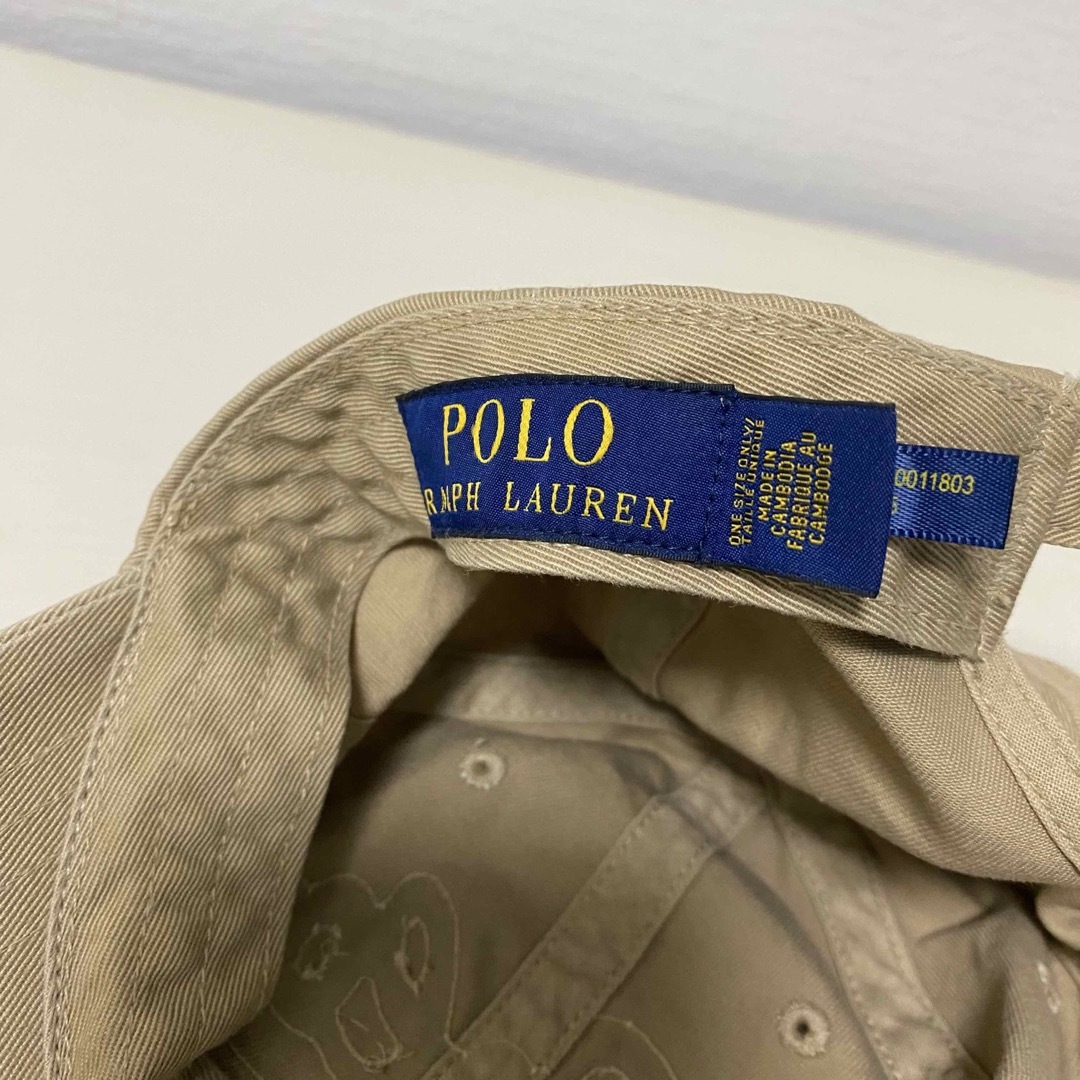 POLO
RALPH LAUREN
ONE SIZE ONLY/
TAILLE UNIQUE
MADE IN
CAMBODIA
FABRIQUE AU
CAMBODGE
0011803